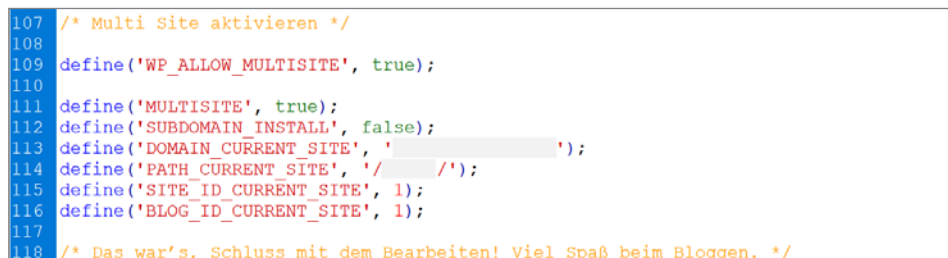 107 /* Multi Site aktivieren */
108
109 define('WP_ALLOW_MULTISITE', true);
110
111 define('MULTISITE', true);
112 define('SUBDOMAIN_INSTALL', false);
113 define('DOMAIN_CURRENT_SITE', '                ');
114 define('PATH_CURRENT_SITE', '/     /');
115 define('SITE_ID_CURRENT_SITE', 1);
116 define('BLOG_ID_CURRENT_SITE', 1);
117
118 /* Das war’s, Schluss mit dem Bearbeiten! Viel Spaß beim Bloggen. */